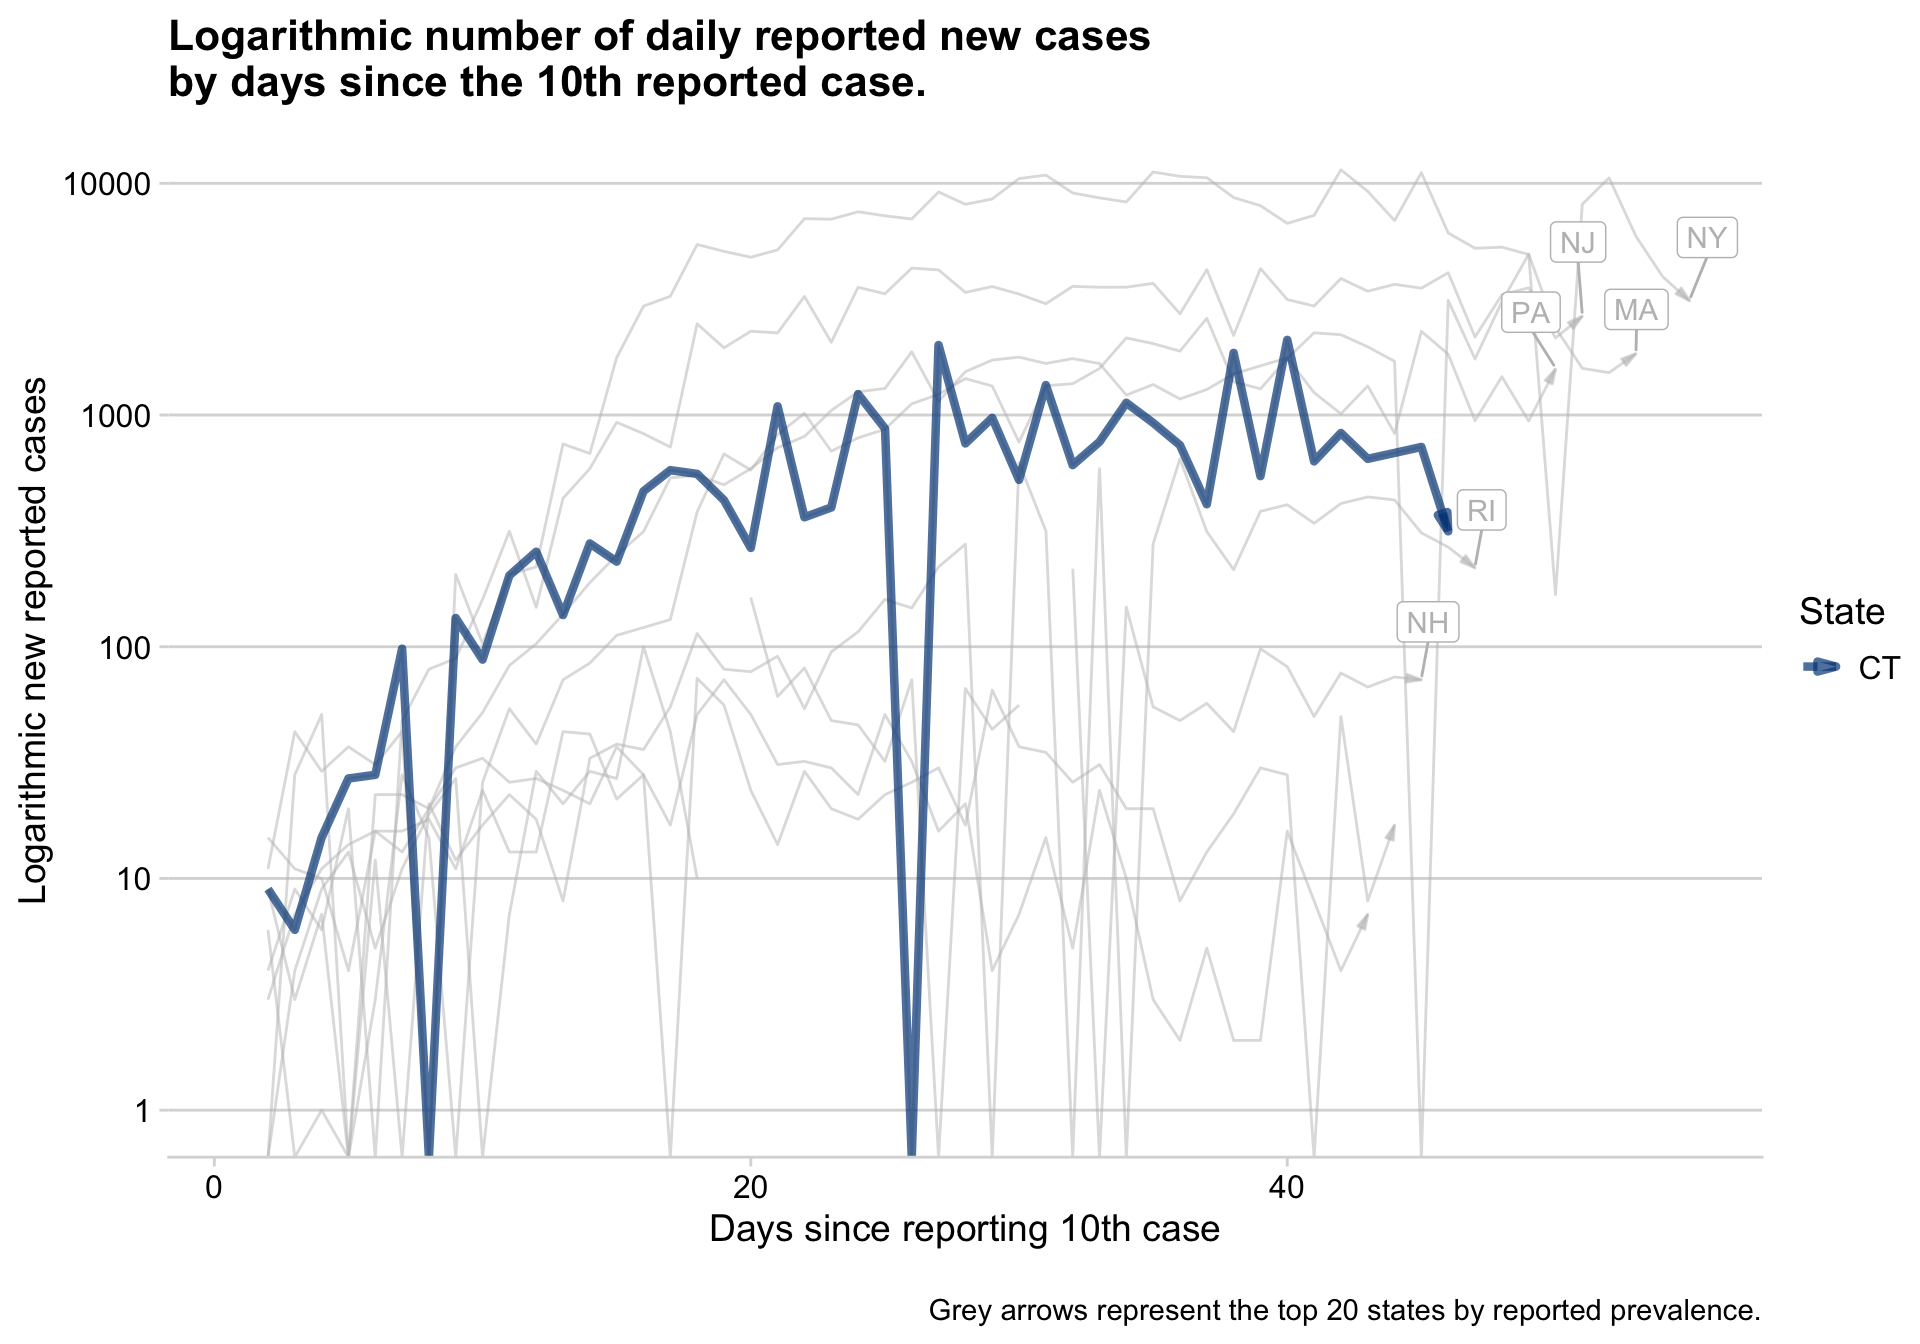 Logarithmic number of daily reported new cases
by days since the 10th reported case.
10000
1000
100
10
1
Logarithmic new reported cases
NJ
NY
PA
MA
RI
NH
State
CT
0
20
40
Days since reporting 10th case
Grey arrows represent the top 20 states by reported prevalence.